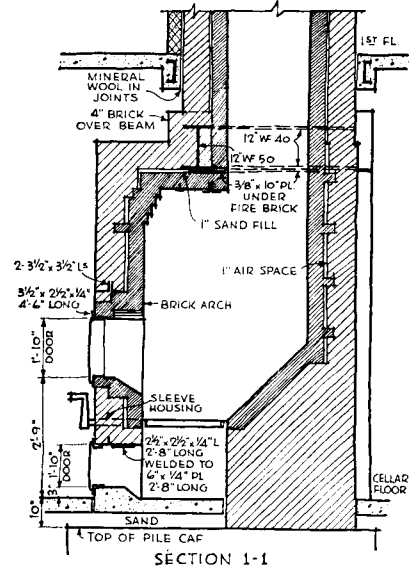 1ST FL.
MINERAL
WOOL IN
JOINTS
4" BRICK
OVER BEAM
12" WF 40
12" WF 50
3/8" x 10" PL.
UNDER
FIRE BRICK
1" SAND FILL
2-3½" x 3½" Ls
1" AIR SPACE
3½" x 2½" x ¼"
4'-6" LONG
BRICK ARCH
1'-10"
DOOR
SLEEVE
HOUSING
2'-9"
2½" x 2½" x ¼" L
2'-8" LONG
WELDED TO
6" x ¼" PL
2'-8" LONG
1'-10"
DOOR
3"
CELLAR
FLOOR
10"
SAND
TOP OF PILE CAF
SECTION 1-1